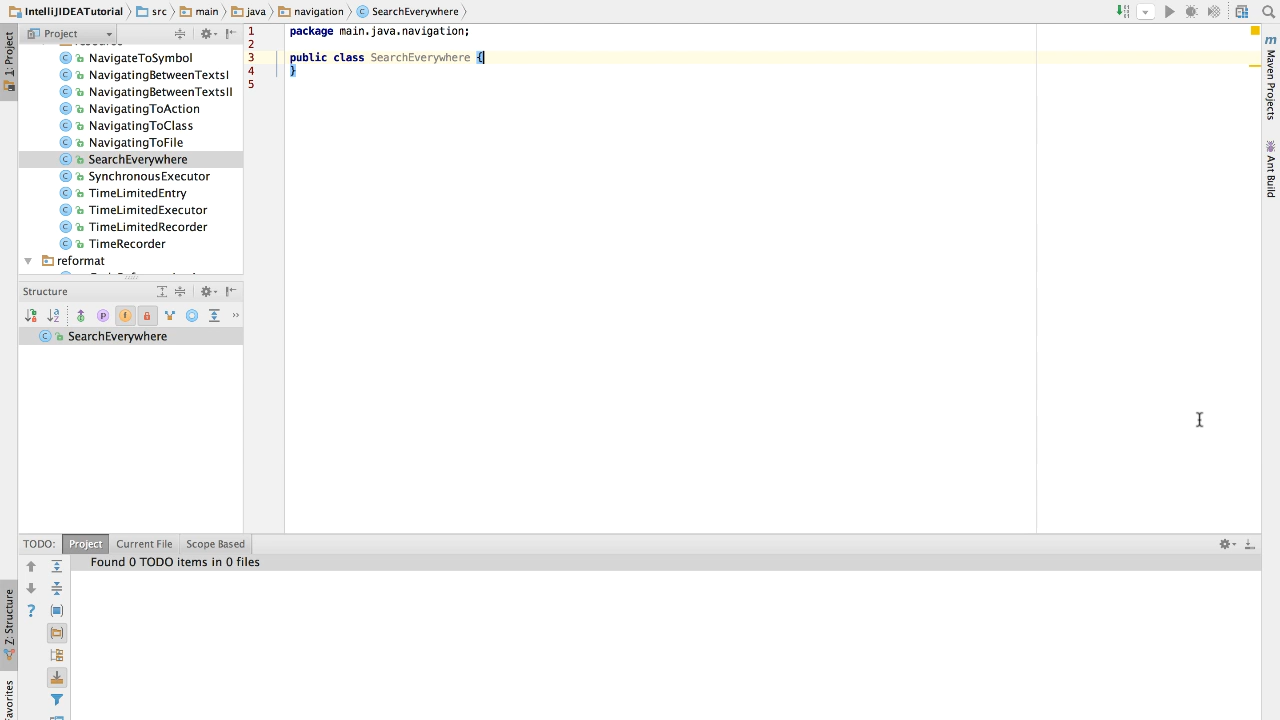 IntelliJIDEATutorial src main java navigation SearchEverywhere
1: Project
Project
NavigateToSymbol
NavigatingBetweenTextsI
NavigatingBetweenTextsII
NavigatingToAction
NavigatingToClass
NavigatingToFile
SearchEverywhere
SynchronousExecutor
TimeLimitedEntry
TimeLimitedExecutor
TimeLimitedRecorder
TimeRecorder
reformat
1 package main.java.navigation;
2
3 public class SearchEverywhere {
4 }
5
Maven Projects
Ant Build
Structure
SearchEverywhere
Z: Structure
Favorites
TODO: Project Current File Scope Based
Found 0 TODO items in 0 files